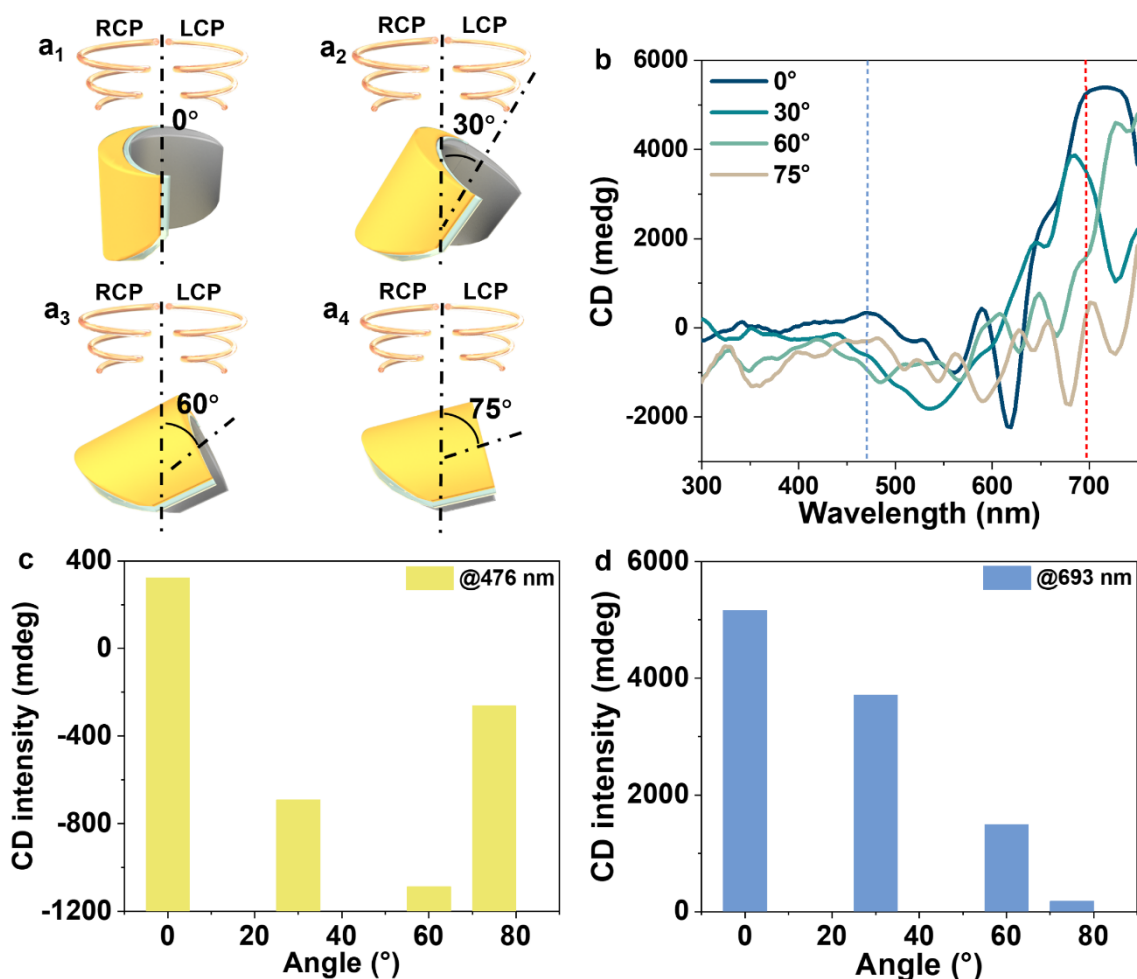 a1
RCP LCP
0°
a2
RCP LCP
30°
a3
RCP LCP
60°
a4
RCP LCP
75°
b
CD (medg)
6000
4000
2000
0
-2000
0°
30°
60°
75°
300 400 500 600 700
Wavelength (nm)
c
CD intensity (mdeg)
400
0
-400
-800
-1200
@476 nm
0 20 40 60 80
Angle (°)
d
CD intensity (mdeg)
6000
4000
2000
0
@693 nm
0 20 40 60 80
Angle (°)